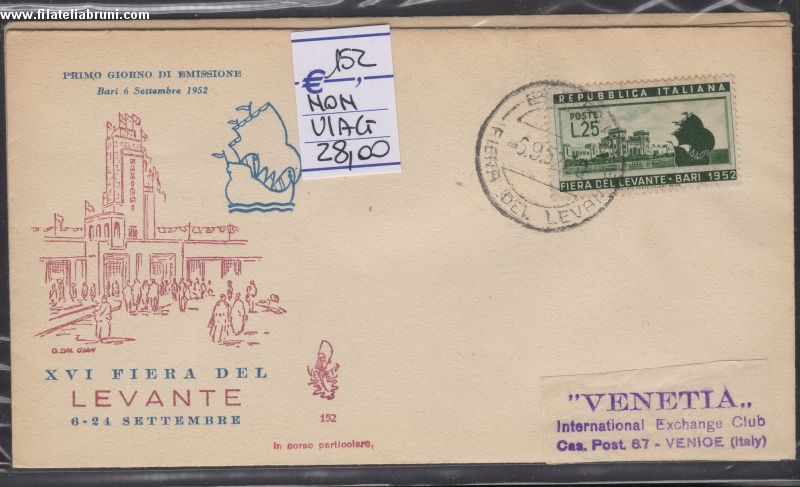 www.filateliabruni.com
PRIMO GIORNO DI EMISSIONE
Bari 6 Settembre 1952
€ 152,
NON
VIAG
28,00
REPUBBLICA ITALIANA
POSTE
L.25
FIERA DEL LEVANTE - BARI 1952
FIERA DEL LEVAN
O. DAL GIAN
XVI FIERA DEL
LEVANTE
6-24 SETTEMBRE
152
In corso particolare,
"VENETIA"
International Exchange Club
Cas. Post. 67 - VENICE (Italy)